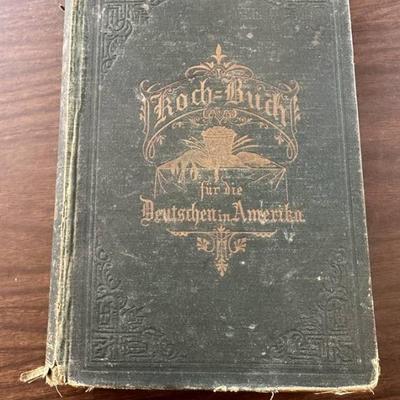 Koch=Buch
für die
Deutschen in Amerika.